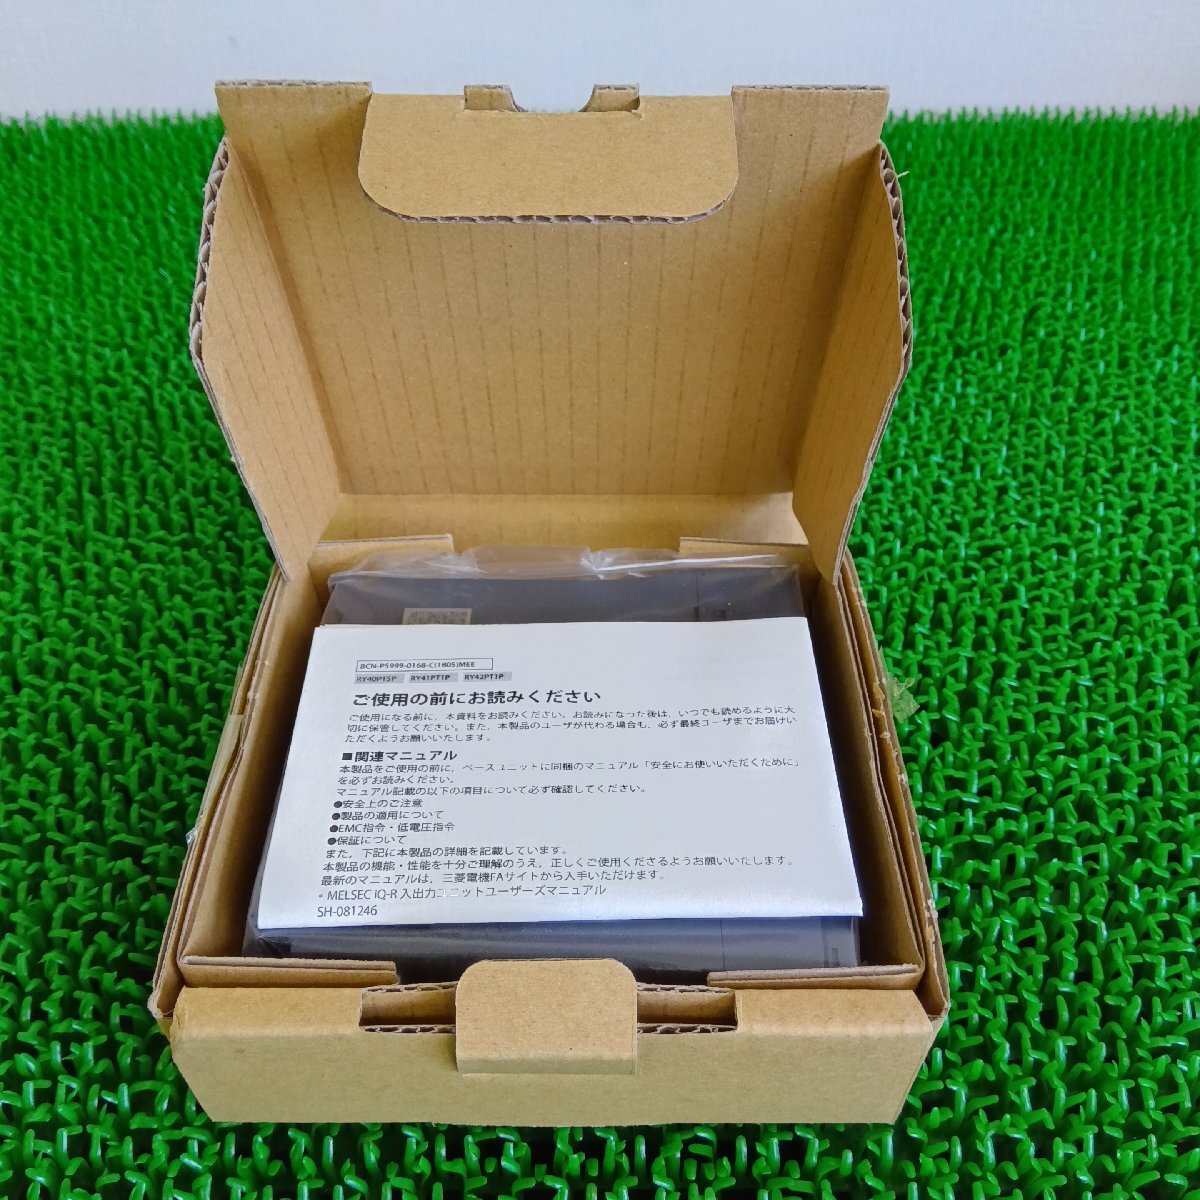 BCN-P5999-0168-C(1805)MEE
RY40PT5P RY41PT1P RY42PT1P
ご使用の前にお読みください
ご使用になる前に、本資料をお読みください。お読みになった後は、いつでも読めるように大
切に保管してください。また、本製品のユーザが代わる場合も、必ず最終ユーザまでお届けい
ただくようお願いいたします。
■関連マニュアル
本製品をご使用の前に、ベースユニットに同梱のマニュアル「安全にお使いいただくために」
を必ずお読みください。
マニュアル記載の以下の項目について必ず確認してください。
●安全上のご注意
●製品の適用について
●EMC指令・低電圧指令
●保証について
また、下記に本製品の詳細を記載しています。
本製品の機能・性能を十分ご理解のうえ、正しくご使用くださるようお願いいたします。
最新のマニュアルは、三菱電機FAサイトから入手いただけます。
・MELSEC iQ-R 入出力ユニットユーザーズマニュアル
SH-081246